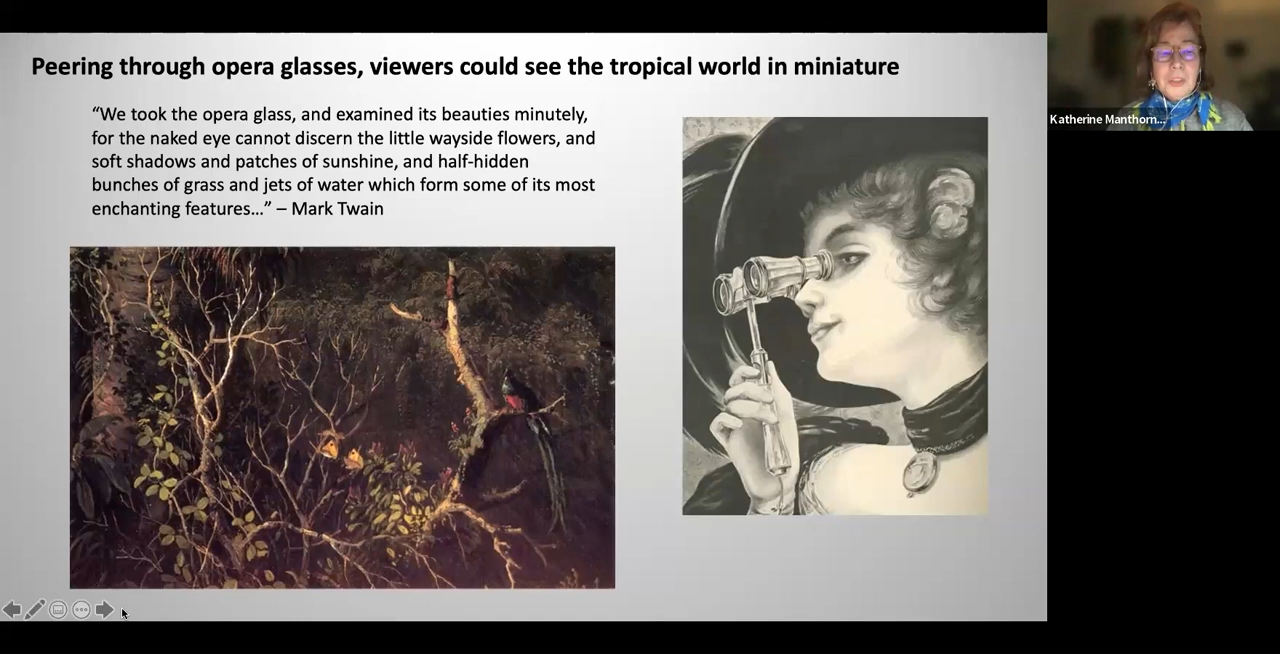 Peering through opera glasses, viewers could see the tropical world in miniature
“We took the opera glass, and examined its beauties minutely,
for the naked eye cannot discern the little wayside flowers, and
soft shadows and patches of sunshine, and half-hidden
bunches of grass and jets of water which form some of its most
enchanting features…” – Mark Twain
Katherine Manthorn...